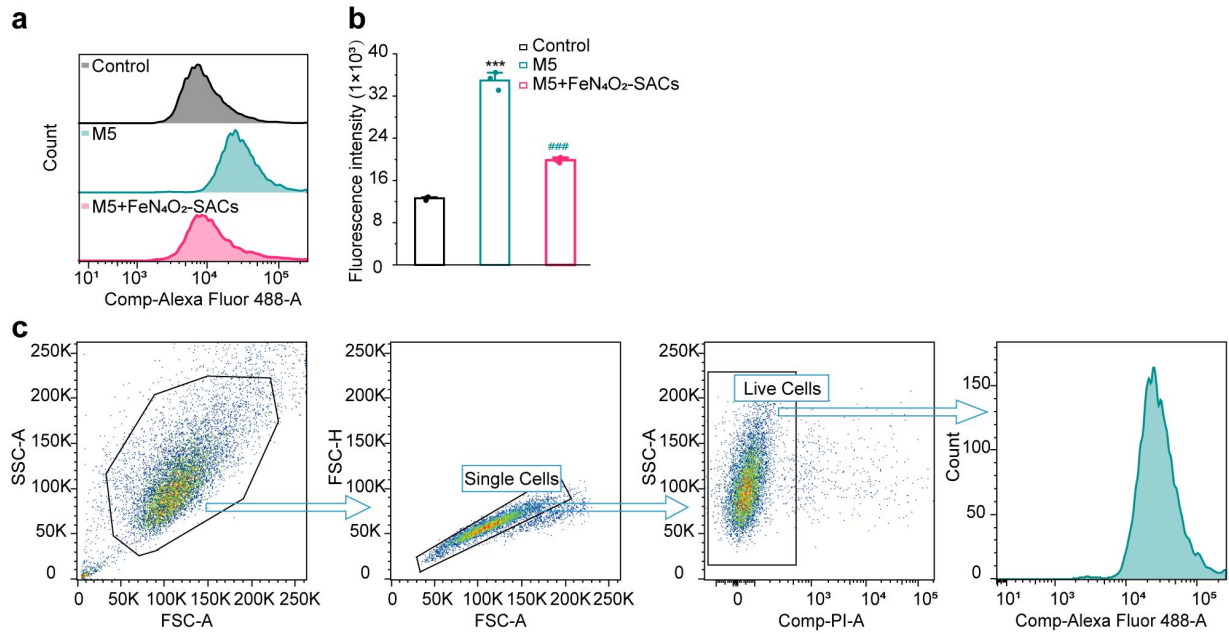 a
Control
M5
M5+FeN₄O₂-SACs
Count
10¹ 10³ 10⁴ 10⁵
Comp-Alexa Fluor 488-A
b
Control
M5
M5+FeN₄O₂-SACs
Fluorescence intensity (1×10³)
40
32
24
16
8
0
***
###
c
250K
200K
150K
100K
50K
0
SSC-A
0 50K 100K 150K 200K 250K
FSC-A
250K
200K
150K
100K
50K
0
FSC-H
Single Cells
0 50K 100K 150K 200K 250K
FSC-A
250K
200K
150K
100K
50K
0
SSC-A
Live Cells
0 10³ 10⁴ 10⁵
Comp-PI-A
150
100
50
0
Count
10¹ 10³ 10⁴ 10⁵
Comp-Alexa Fluor 488-A